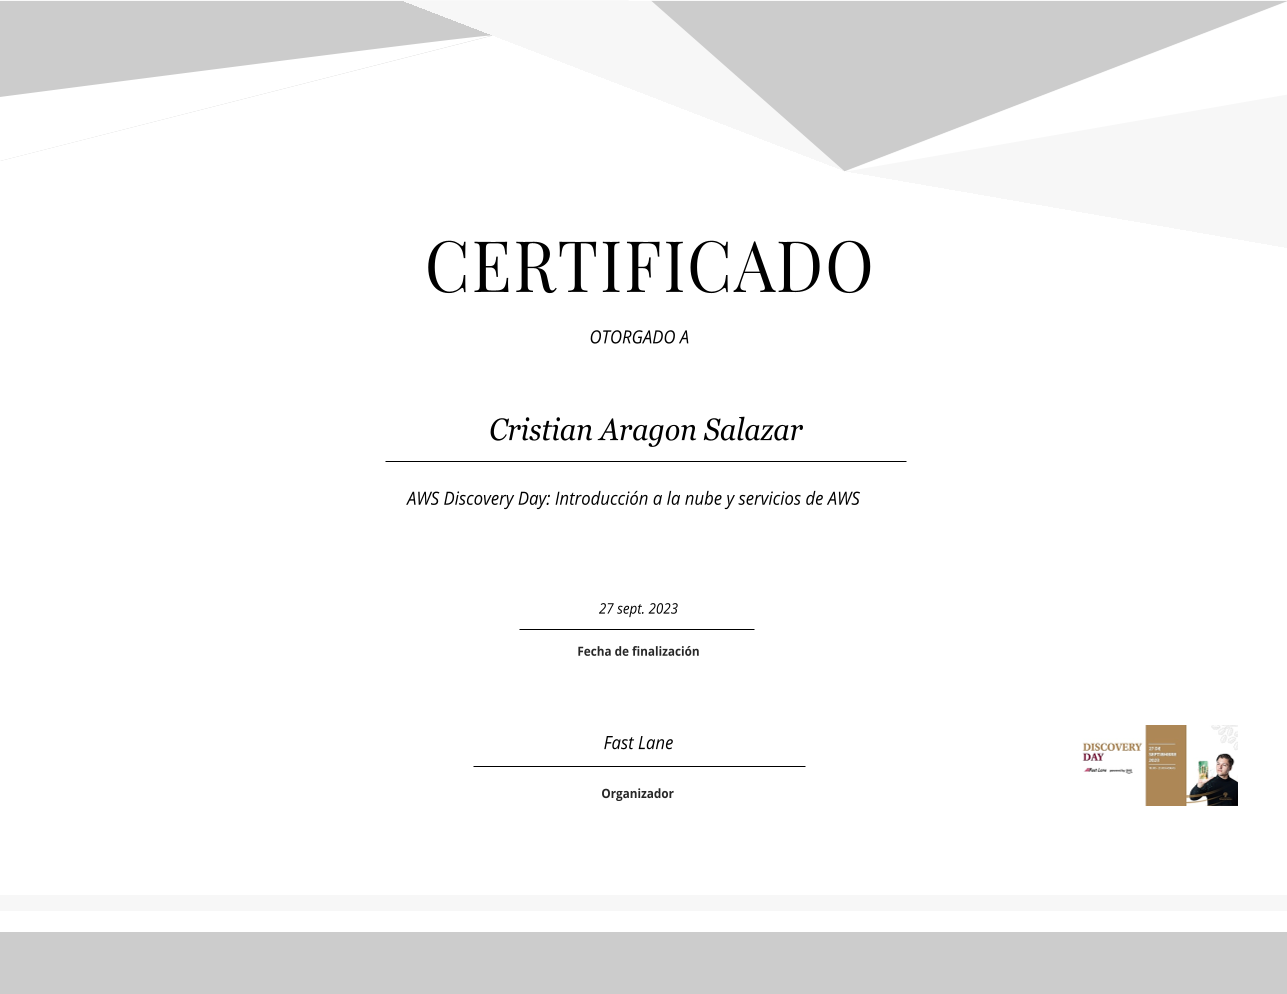 CERTIFICADO
OTORGADO A
Cristian Aragon Salazar
AWS Discovery Day: Introducción a la nube y servicios de AWS
27 sept. 2023
Fecha de finalización
Fast Lane
Organizador
DISCOVERY
DAY
27 DE
SEPTIEMBRE
2023
Fast Lane